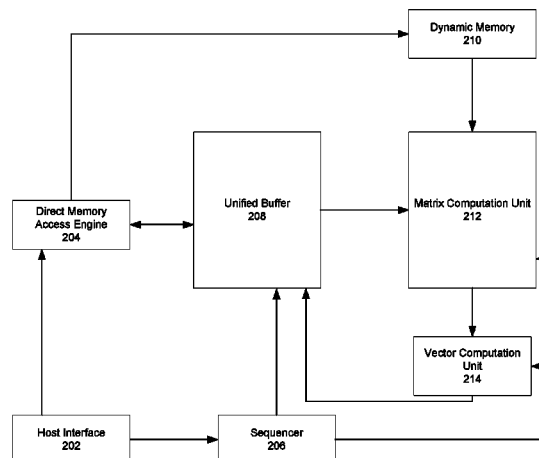 Dynamic Memory
210
Unified Buffer
208
Matrix Computation Unit
212
Direct Memory
Access Engine
204
Vector Computation
Unit
214
Host Interface
202
Sequencer
206